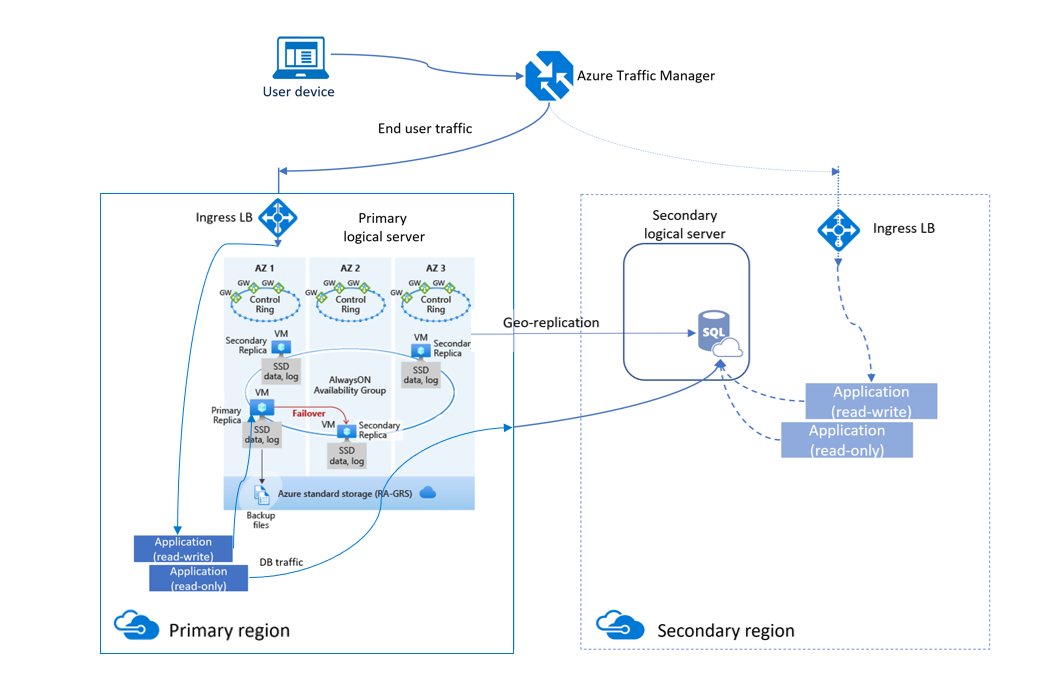 User device
Azure Traffic Manager
End user traffic
Ingress LB
Primary
logical server
AZ 1
AZ 2
AZ 3
GW
GW
GW
Control
Ring
GW
GW
GW
Control
Ring
GW
GW
GW
Control
Ring
VM
Secondary
Replica
SSD
data, log
VM
Secondar
Replica
SSD
data, log
AlwaysON
Availability Group
VM
Primary
Replica
SSD
data, log
Failover
VM
Secondary
Replica
SSD
data, log
Azure standard storage (RA-GRS)
Backup
files
Application
(read-write)
Application
(read-only)
DB traffic
Primary region
Geo-replication
Secondary
logical server
SQL
Ingress LB
Application
(read-write)
Application
(read-only)
Secondary region